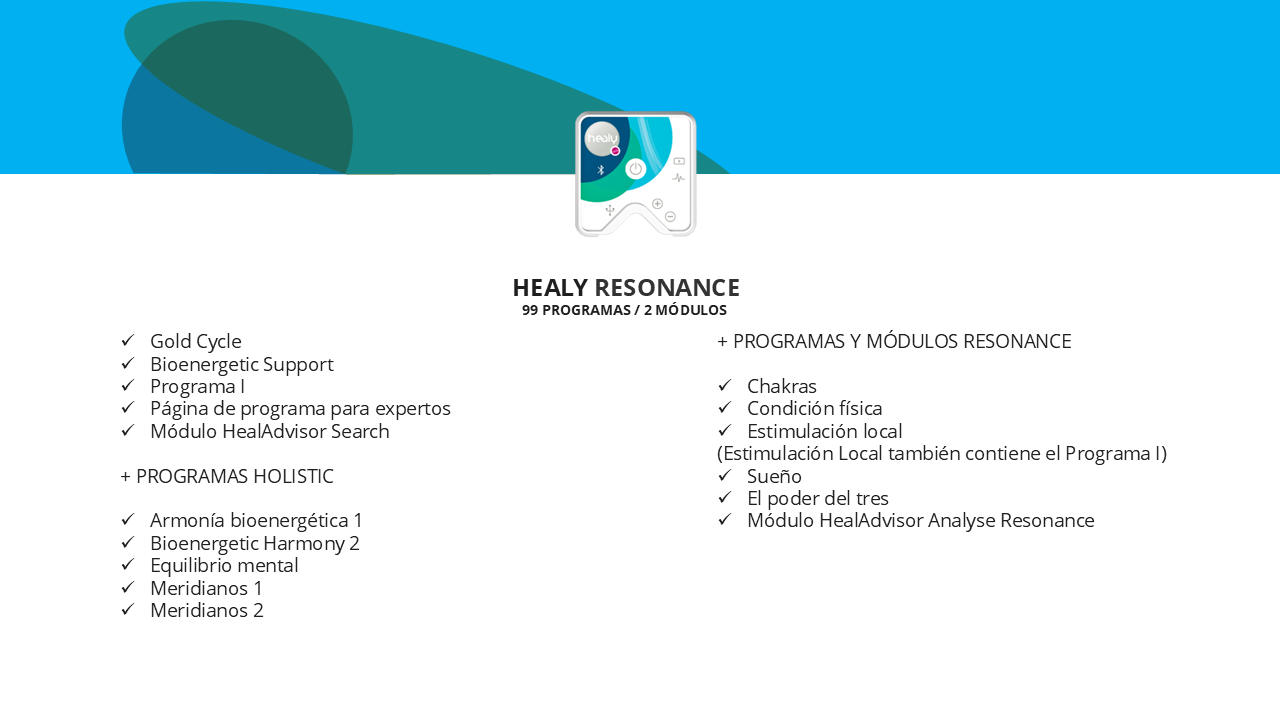 healy
HEALY RESONANCE
99 PROGRAMAS / 2 MÓDULOS
✓ Gold Cycle
✓ Bioenergetic Support
✓ Programa I
✓ Página de programa para expertos
✓ Módulo HealAdvisor Search
+ PROGRAMAS HOLISTIC
✓ Armonía bioenergética 1
✓ Bioenergetic Harmony 2
✓ Equilibrio mental
✓ Meridianos 1
✓ Meridianos 2
+ PROGRAMAS Y MÓDULOS RESONANCE
✓ Chakras
✓ Condición física
✓ Estimulación local
(Estimulación Local también contiene el Programa I)
✓ Sueño
✓ El poder del tres
✓ Módulo HealAdvisor Analyse Resonance